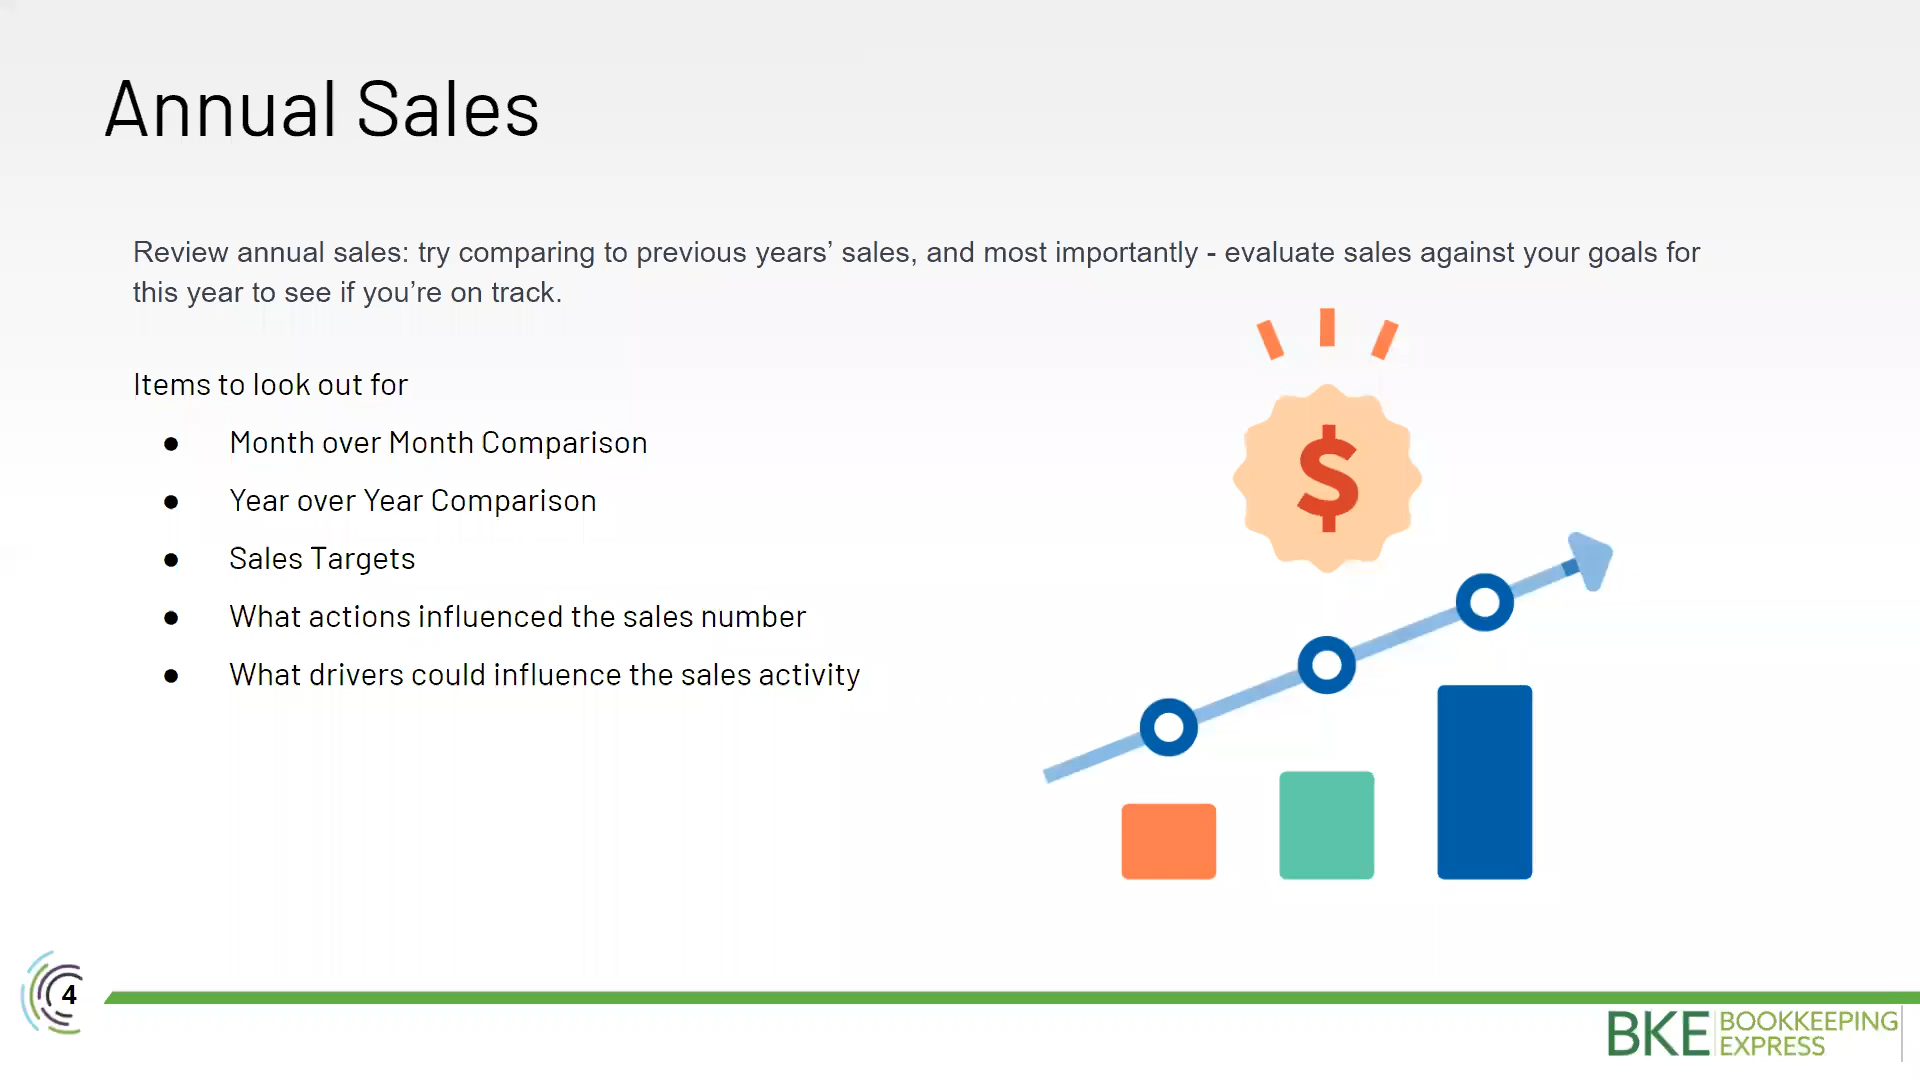 Annual Sales
Review annual sales: try comparing to previous years’ sales, and most importantly - evaluate sales against your goals for
this year to see if you’re on track.
Items to look out for
● Month over Month Comparison
● Year over Year Comparison
● Sales Targets
● What actions influenced the sales number
● What drivers could influence the sales activity
$
4
BKE BOOKKEEPING
EXPRESS